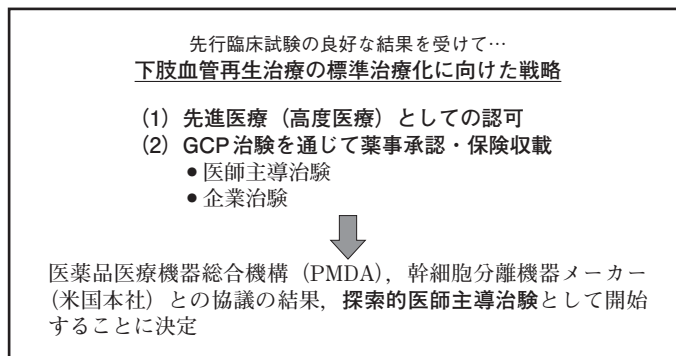 先行臨床試験の良好な結果を受けて…
下肢血管再生治療の標準治療化に向けた戦略
(1) 先進医療(高度医療)としての認可
(2) GCP治験を通じて薬事承認・保険収載
●医師主導治験
●企業治験
医薬品医療機器総合機構(PMDA),幹細胞分離機器メーカー
(米国本社)との協議の結果,探索的医師主導治験として開始
することに決定